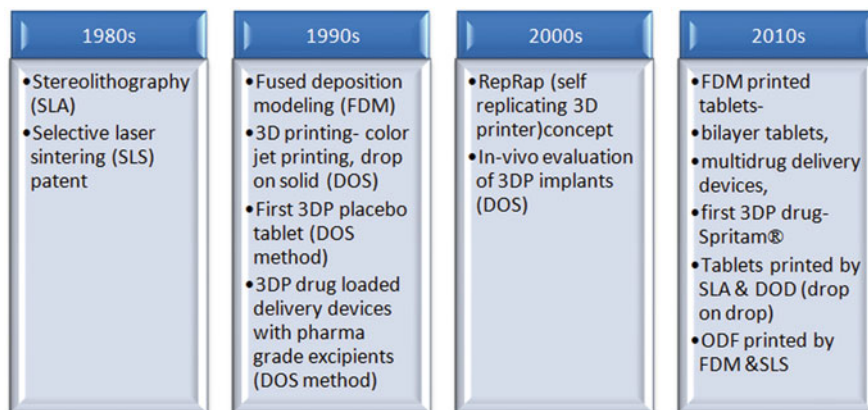 1980s
•Stereolithography
(SLA)
•Selective laser
sintering (SLS)
patent
1990s
•Fused deposition
modeling (FDM)
•3D printing- color
jet printing, drop
on solid (DOS)
•First 3DP placebo
tablet (DOS
method)
•3DP drug loaded
delivery devices
with pharma
grade excipients
(DOS method)
2000s
•RepRap (self
replicating 3D
printer)concept
•In-vivo evaluation
of 3DP implants
(DOS)
2010s
•FDM printed
tablets-
•bilayer tablets,
•multidrug delivery
devices,
•first 3DP drug-
Spritam®
•Tablets printed by
SLA & DOD (drop
on drop)
•ODF printed by
FDM &SLS